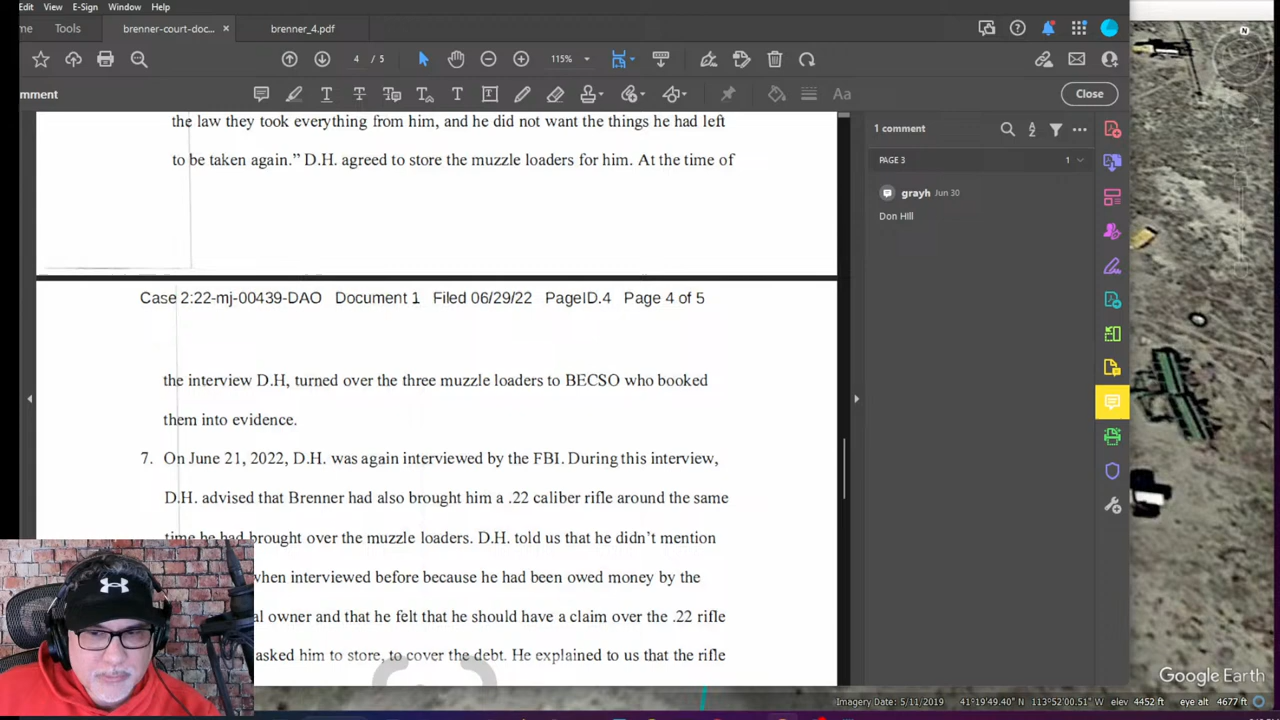 Edit View E-Sign Window Help
me Tools brenner-court-doc... × brenner_4.pdf
4 / 5 115%
mment
Close
the law they took everything from him, and he did not want the things he had left
to be taken again.” D.H. agreed to store the muzzle loaders for him. At the time of
1 comment
PAGE 3 1
grayh Jun 30
Don Hill
Case 2:22-mj-00439-DAO Document 1 Filed 06/29/22 PageID.4 Page 4 of 5
the interview D.H, turned over the three muzzle loaders to BECSO who booked
them into evidence.
7. On June 21, 2022, D.H. was again interviewed by the FBI. During this interview,
D.H. advised that Brenner had also brought him a .22 caliber rifle around the same
time he had brought over the muzzle loaders. D.H. told us that he didn’t mention
when interviewed before because he had been owed money by the
al owner and that he felt that he should have a claim over the .22 rifle
asked him to store, to cover the debt. He explained to us that the rifle
N
Google Earth
Imagery Date: 5/11/2019 41°19'49.40" N 113°52'00.51" W elev 4452 ft eye alt 4677 ft